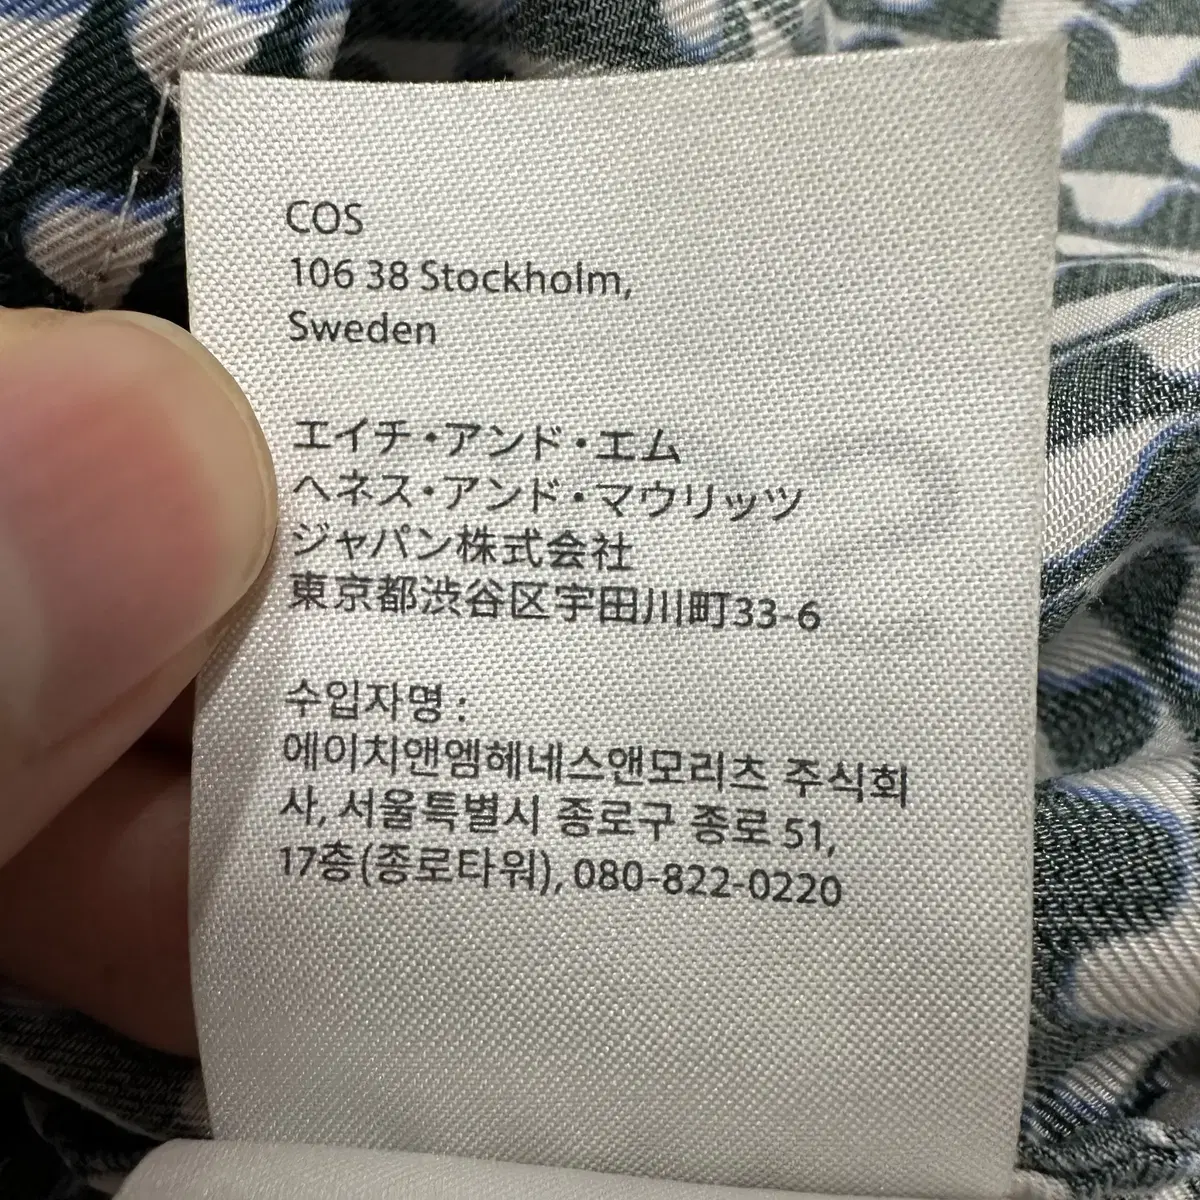 COS
106 38 Stockholm,
Sweden
エイチ・アンド・エム
ヘネス・アンド・マウリッツ
ジャパン株式会社
東京都渋谷区宇田川町33-6
수입자명 :
에이치앤엠헤네스앤모리츠 주식회
사, 서울특별시 종로구 종로 51,
17층(종로타워), 080-822-0220